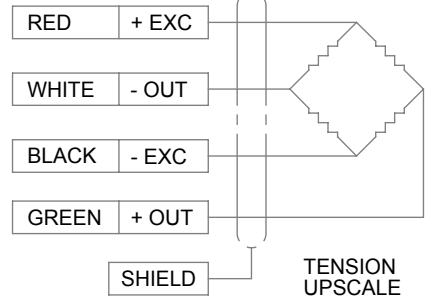 RED + EXC
WHITE - OUT
BLACK - EXC
GREEN + OUT
SHIELD
TENSION
UPSCALE